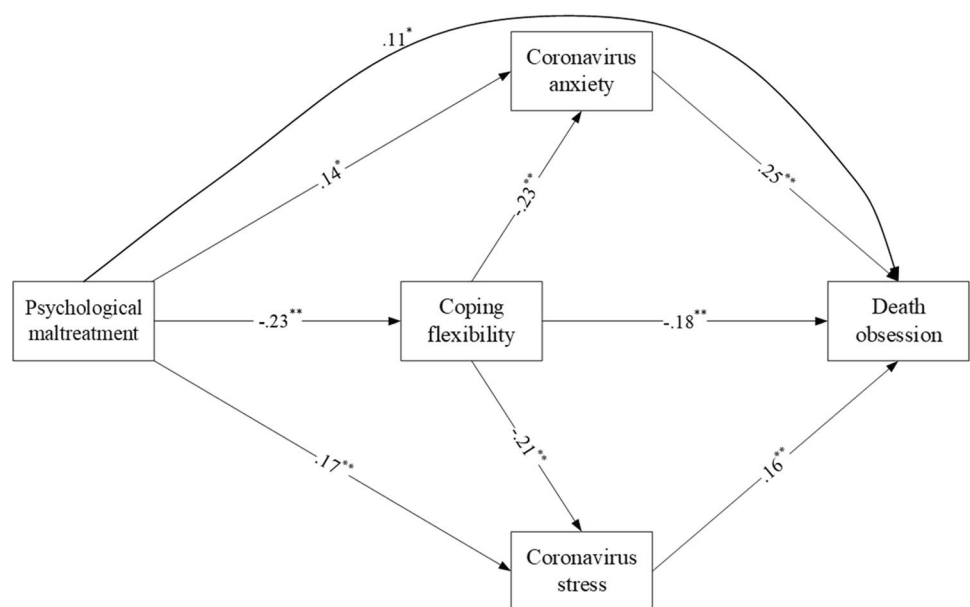 .11*
Coronavirus
anxiety
.14*
-.23**
.25**
Psychological
maltreatment
-.23**
Coping
flexibility
-.18**
Death
obsession
.17**
-.21**
.16**
Coronavirus
stress